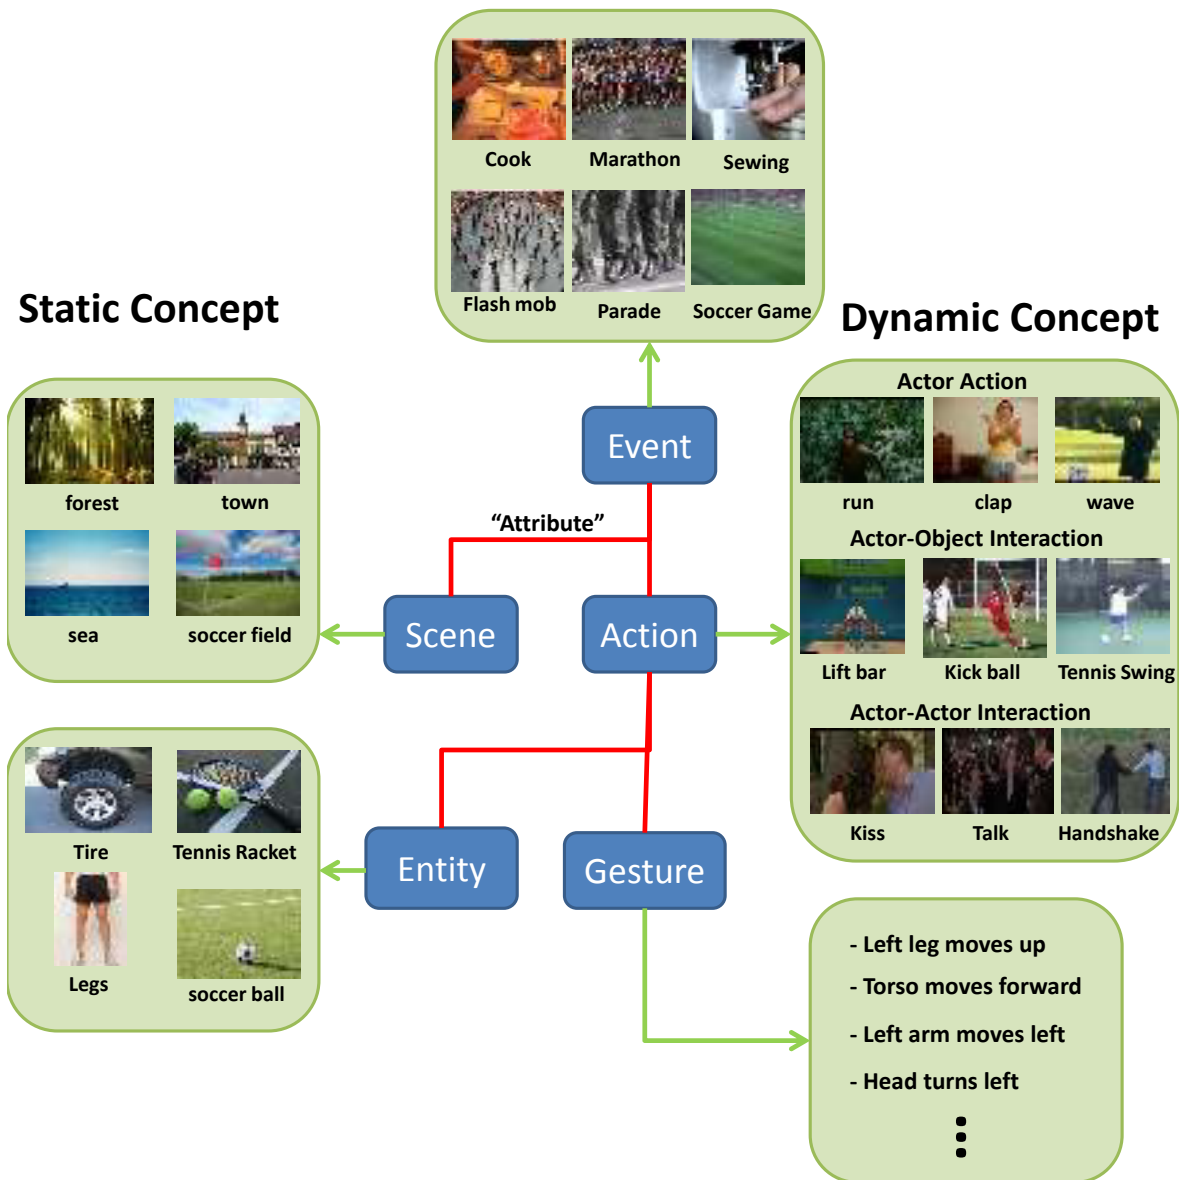 Cook
Marathon
Sewing
Flash mob
Parade
Soccer Game
Static Concept
Dynamic Concept
forest
town
sea
soccer field
Event
"Attribute"
Scene
Action
Actor Action
run
clap
wave
Actor-Object Interaction
Lift bar
Kick ball
Tennis Swing
Actor-Actor Interaction
Kiss
Talk
Handshake
Tire
Tennis Racket
Legs
soccer ball
Entity
Gesture
- Left leg moves up
- Torso moves forward
- Left arm moves left
- Head turns left